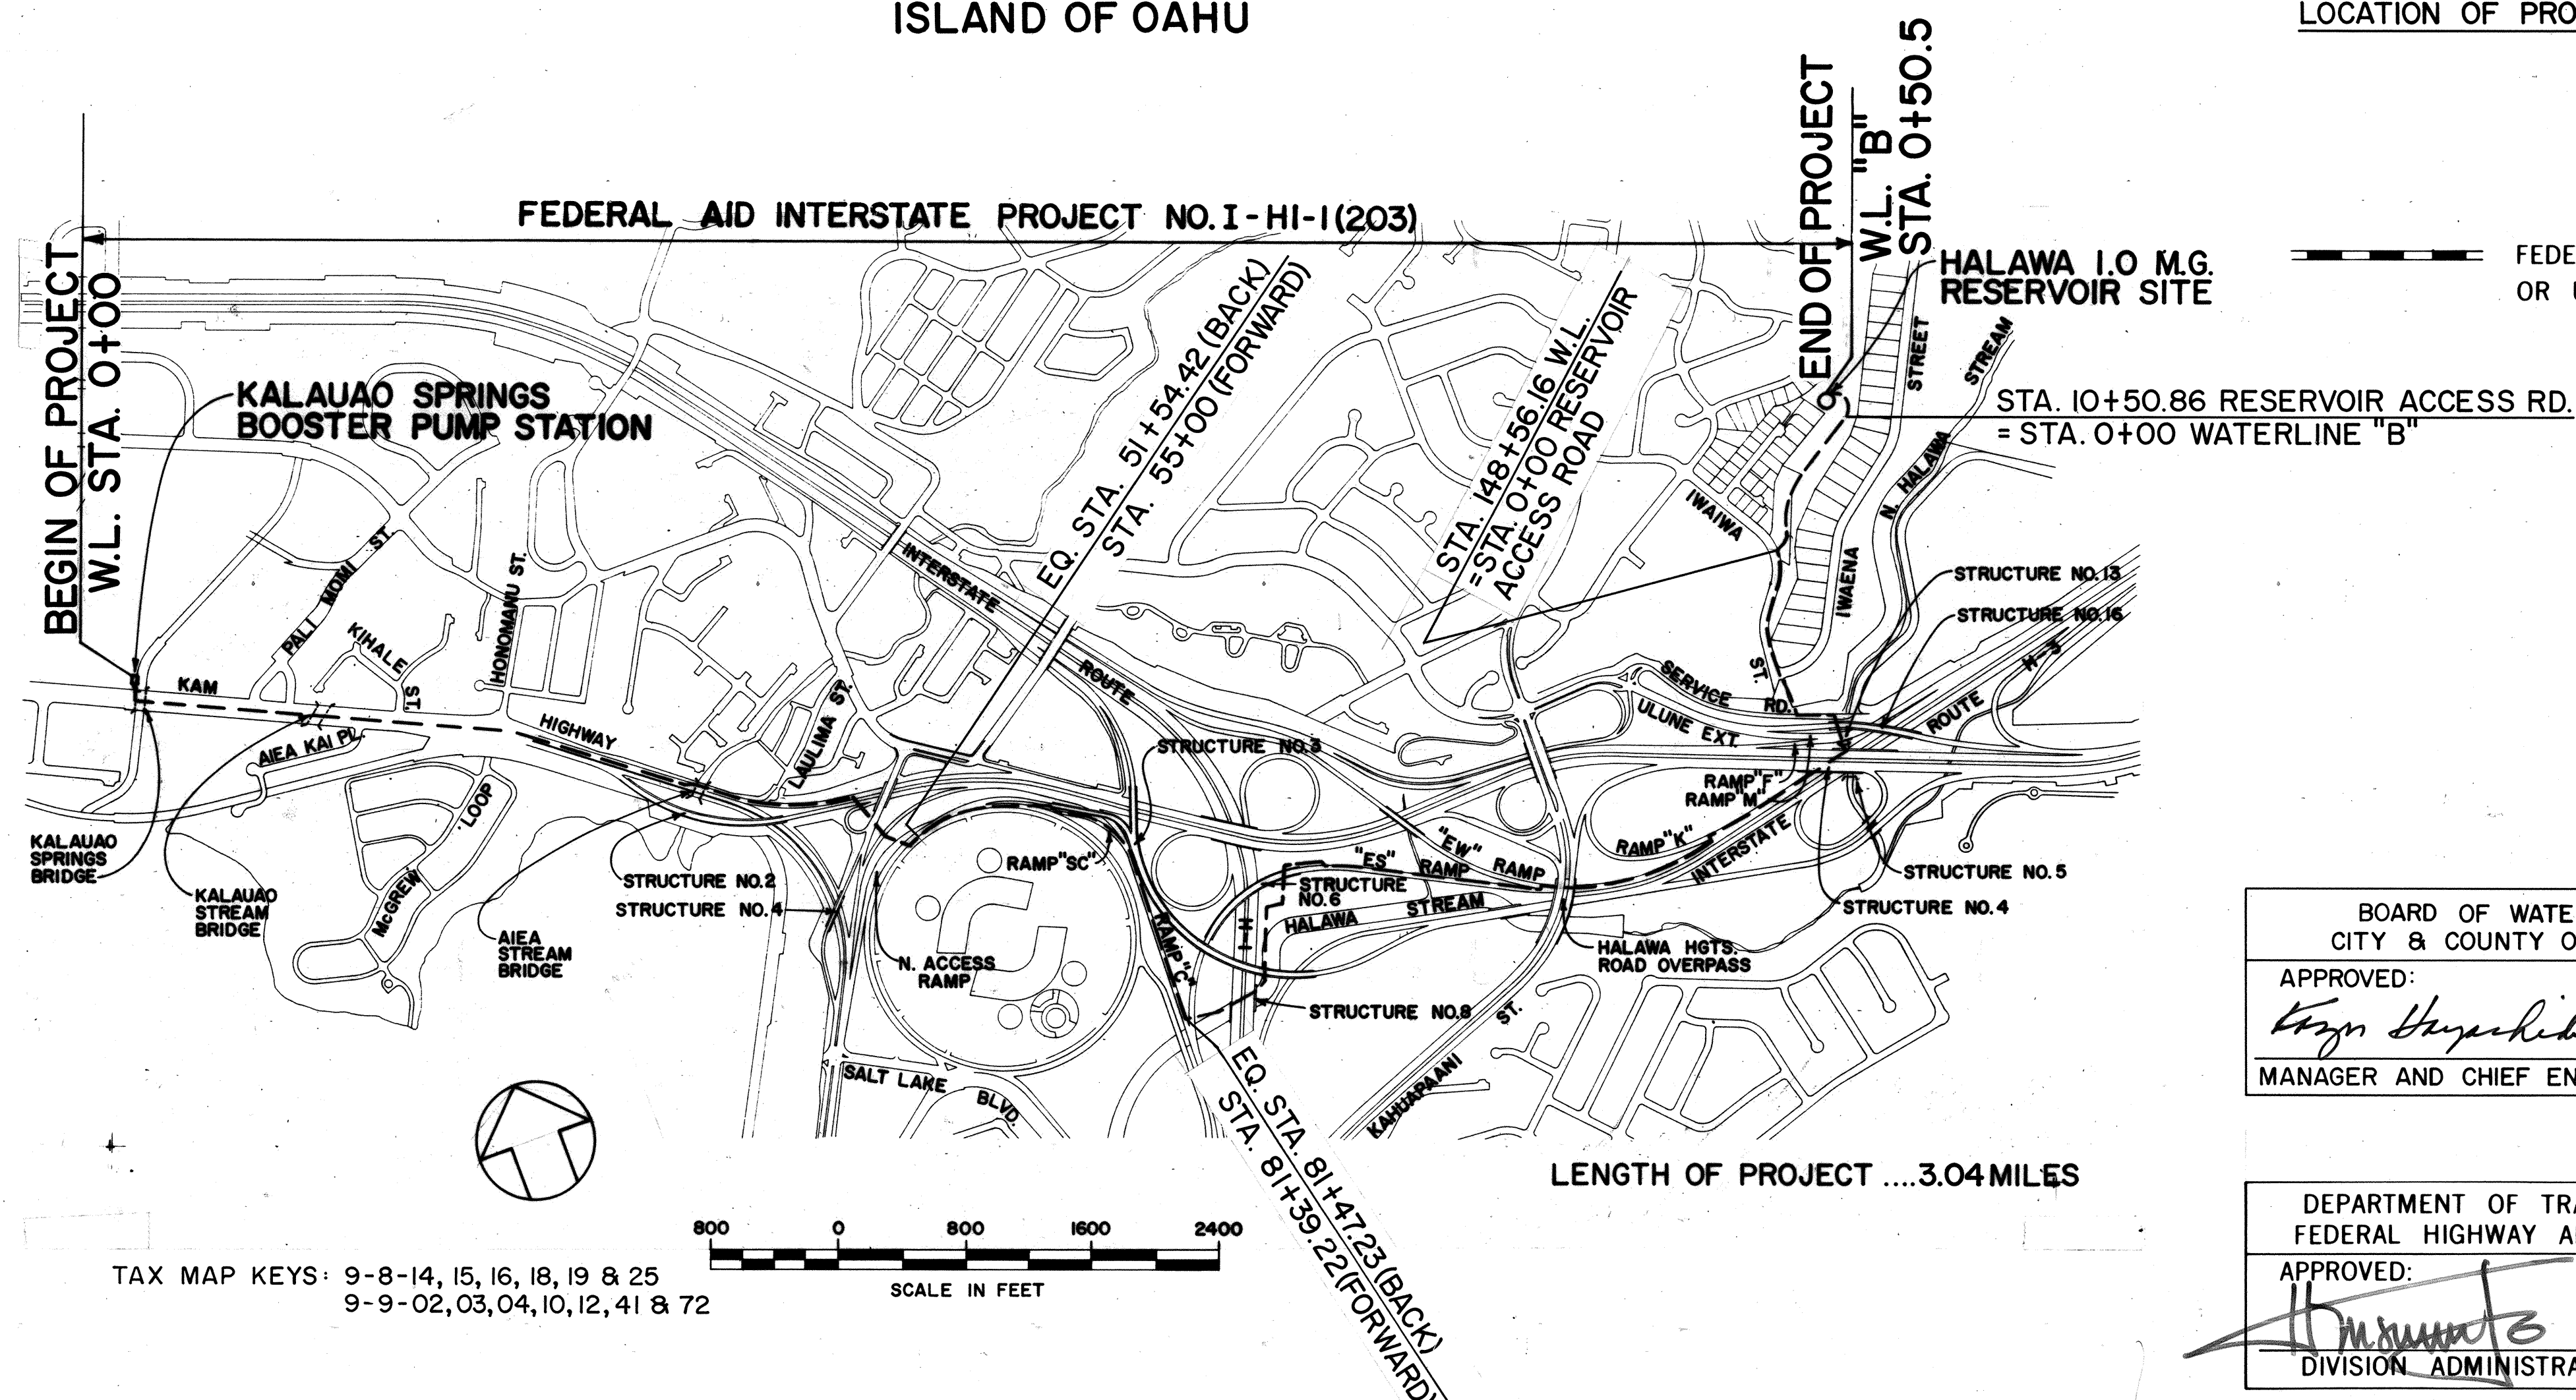 ISLAND OF OAHU
LOCATION OF PRO
BEGIN OF PROJECT
W.L. STA. 0+00
FEDERAL AID INTERSTATE PROJECT NO. I-HI-1(203)
END OF PROJECT
W.L. "B"
STA. 0+50.5
HALAWA 1.0 M.G.
RESERVOIR SITE
FEDE
OR
KALAUAO SPRINGS
BOOSTER PUMP STATION
EQ. STA. 51+54.42 (BACK)
STA. 55+00 (FORWARD)
STA. 148+56.16 W.L.
=STA. 0+00 RESERVOIR
ACCESS ROAD
STREET
STREAM
N. HALAWA
STA. 10+50.86 RESERVOIR ACCESS RD.
= STA. 0+00 WATERLINE "B"
IWAIWA
ST.
IWAENA
PALI MOMI ST.
KIHALE
ST.
HONOMANU ST.
INTERSTATE
ROUTE
STRUCTURE NO. 13
STRUCTURE NO. 16
H-3
ROUTE
KAM
HIGHWAY
AIEA KAI PL.
LAULIMA ST.
SERVICE
RD.
ULUNE EXT.
STRUCTURE NO. 3
RAMP "F"
RAMP "M"
LOOP
McGREW
KALAUAO
SPRINGS
BRIDGE
KALAUAO
STREAM
BRIDGE
AIEA
STREAM
BRIDGE
STRUCTURE NO. 2
STRUCTURE NO. 4
RAMP "SC"
N. ACCESS
RAMP
RAMP "C"
H-1
"ES" RAMP
"EW" RAMP
RAMP "K"
INTERSTATE
STRUCTURE
NO. 6
HALAWA STREAM
STRUCTURE NO. 5
STRUCTURE NO. 4
HALAWA HGTS.
ROAD OVERPASS
STRUCTURE NO. 8
SALT LAKE BLVD.
KAHUAPAANI
ST.
EQ. STA. 81+47.23 (BACK)
STA. 81+39.22 (FORWARD)
LENGTH OF PROJECT ....3.04 MILES
800 0 800 1600 2400
SCALE IN FEET
TAX MAP KEYS: 9-8-14, 15, 16, 18, 19 & 25
9-9-02, 03, 04, 10, 12, 41 & 72
BOARD OF WATE
CITY & COUNTY O
APPROVED:
MANAGER AND CHIEF EN
DEPARTMENT OF TRA
FEDERAL HIGHWAY A
APPROVED:
DIVISION ADMINISTRA